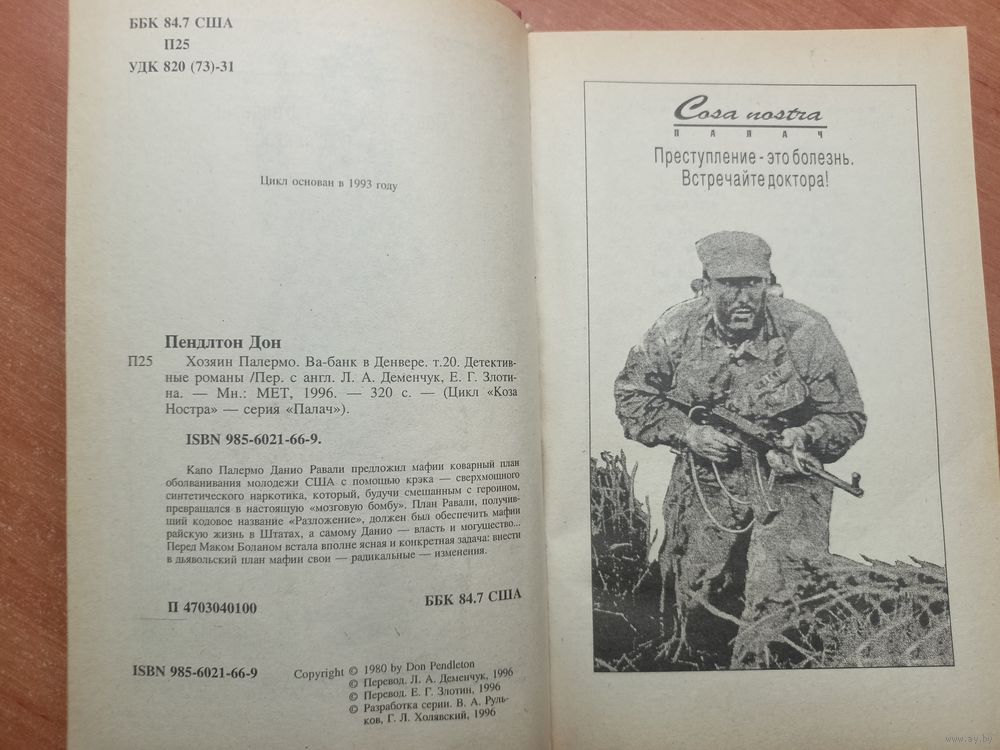 ББК 84.7 США
П25
УДК 820 (73)-31
Цикл основан в 1993 году
Пендлтон Дон
П25 Хозяин Палермо. Ва-банк в Денвере. т.20. Детектив-
ные романы /Пер. с англ. Л. А. Деменчук, Е. Г. Злоти-
на. — Мн.: МЕТ, 1996. — 320 с. — (Цикл «Коза
Ностра» — серия «Палач»).
ISBN 985-6021-66-9.
Капо Палермо Данио Равали предложил мафии коварный план
оболванивания молодежи США с помощью крэка — сверхмощного
синтетического наркотика, который, будучи смешанным с героином,
превращался в настоящую «мозговую бомбу». План Равали, получив-
ший кодовое название «Разложение», должен был обеспечить мафии
райскую жизнь в Штатах, а самому Данио — власть и могущество...
Перед Маком Боланом встала вполне ясная и конкретная задача: внести
в дьявольский план мафии свои — радикальные — изменения.
П 4703040100
ББК 84.7 США
ISBN 985-6021-66-9
Copyright © 1980 by Don Pendleton
© Перевод. Л. А. Деменчук, 1996
© Перевод. Е. Г. Злотин, 1996
© Разработка серии. В. А. Руль-
ков, Г. Л. Холявский, 1996
Cosa nostra
ПАЛАЧ
Преступление - это болезнь.
Встречайте доктора!
www.ay.by